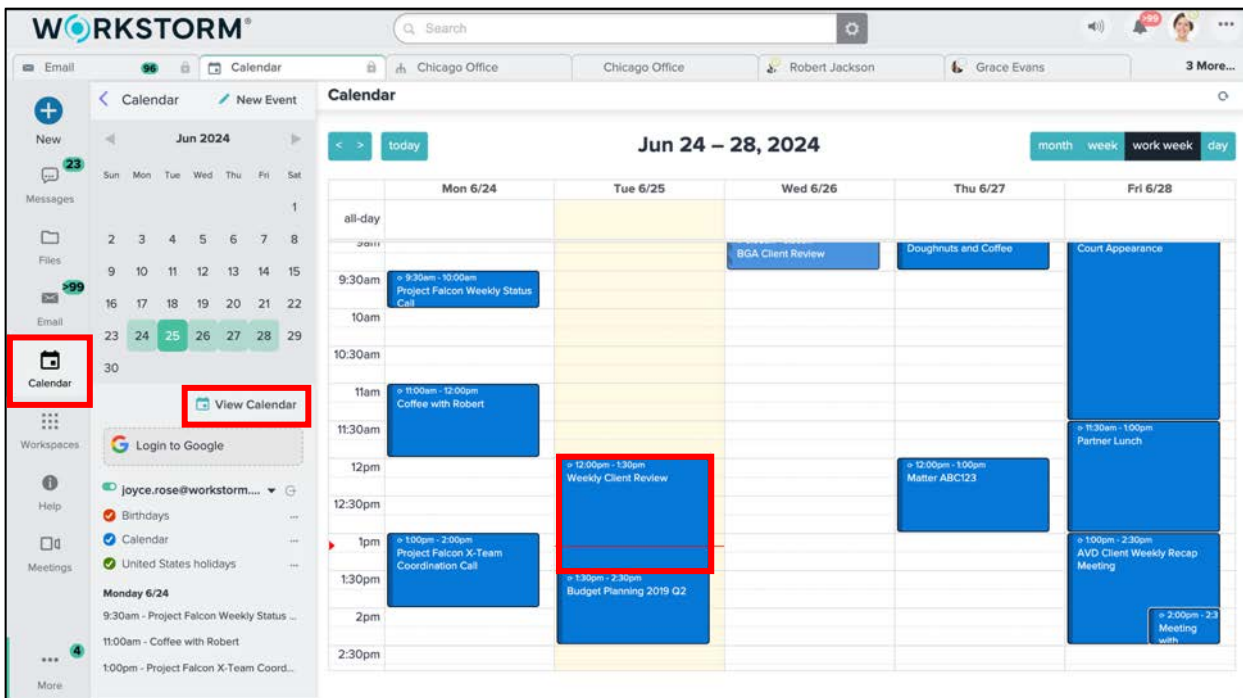 WORKSTORM®
Search
>99
Email 96
Calendar
Chicago Office
Chicago Office
Robert Jackson
Grace Evans
3 More...
New
23
Messages
Files
>99
Email
Calendar
Workspaces
Help
Meetings
4
More
Calendar New Event
Jun 2024
Sun Mon Tue Wed Thu Fri Sat
1
2 3 4 5 6 7 8
9 10 11 12 13 14 15
16 17 18 19 20 21 22
23 24 25 26 27 28 29
30
View Calendar
Login to Google
joyce.rose@workstorm....
Birthdays ...
Calendar ...
United States holidays ...
Monday 6/24
9:30am - Project Falcon Weekly Status ...
11:00am - Coffee with Robert
1:00pm - Project Falcon X-Team Coord...
Calendar
< > today
Jun 24 – 28, 2024
month week work week day
Mon 6/24 Tue 6/25 Wed 6/26 Thu 6/27 Fri 6/28
all-day
9am
9:30am
10am
10:30am
11am
11:30am
12pm
12:30pm
1pm
1:30pm
2pm
2:30pm
9:30am - 10:00am
Project Falcon Weekly Status
Call
11:00am - 12:00pm
Coffee with Robert
1:00pm - 2:00pm
Project Falcon X-Team
Coordination Call
12:00pm - 1:30pm
Weekly Client Review
1:30pm - 2:30pm
Budget Planning 2019 Q2
BGA Client Review
Doughnuts and Coffee
12:00pm - 1:00pm
Matter ABC123
Court Appearance
11:30am - 1:00pm
Partner Lunch
1:00pm - 2:30pm
AVD Client Weekly Recap
Meeting
2:00pm - 2:3
Meeting
with